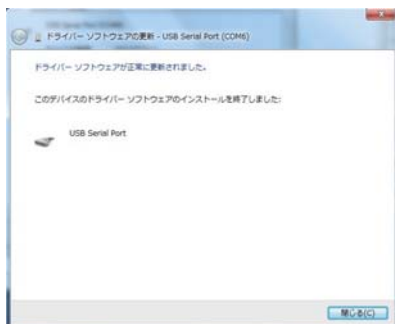 ドライバー ソフトウェアの更新 - USB Serial Port (COM6)
ドライバー ソフトウェアが正常に更新されました。
このデバイスのドライバー ソフトウェアのインストールを終了しました:
USB Serial Port
閉じる(C)